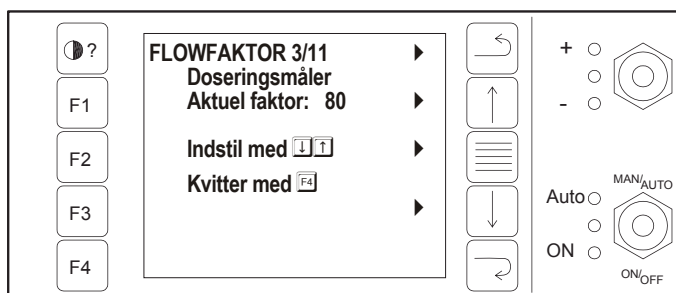 ?
F1
F2
F3
F4
FLOWFAKTOR 3/11
Doseringsmåler
Aktuel faktor: 80
Indstil med ↓↑
Kvitter med F4
+
-
MAN/AUTO
Auto
ON
ON/OFF